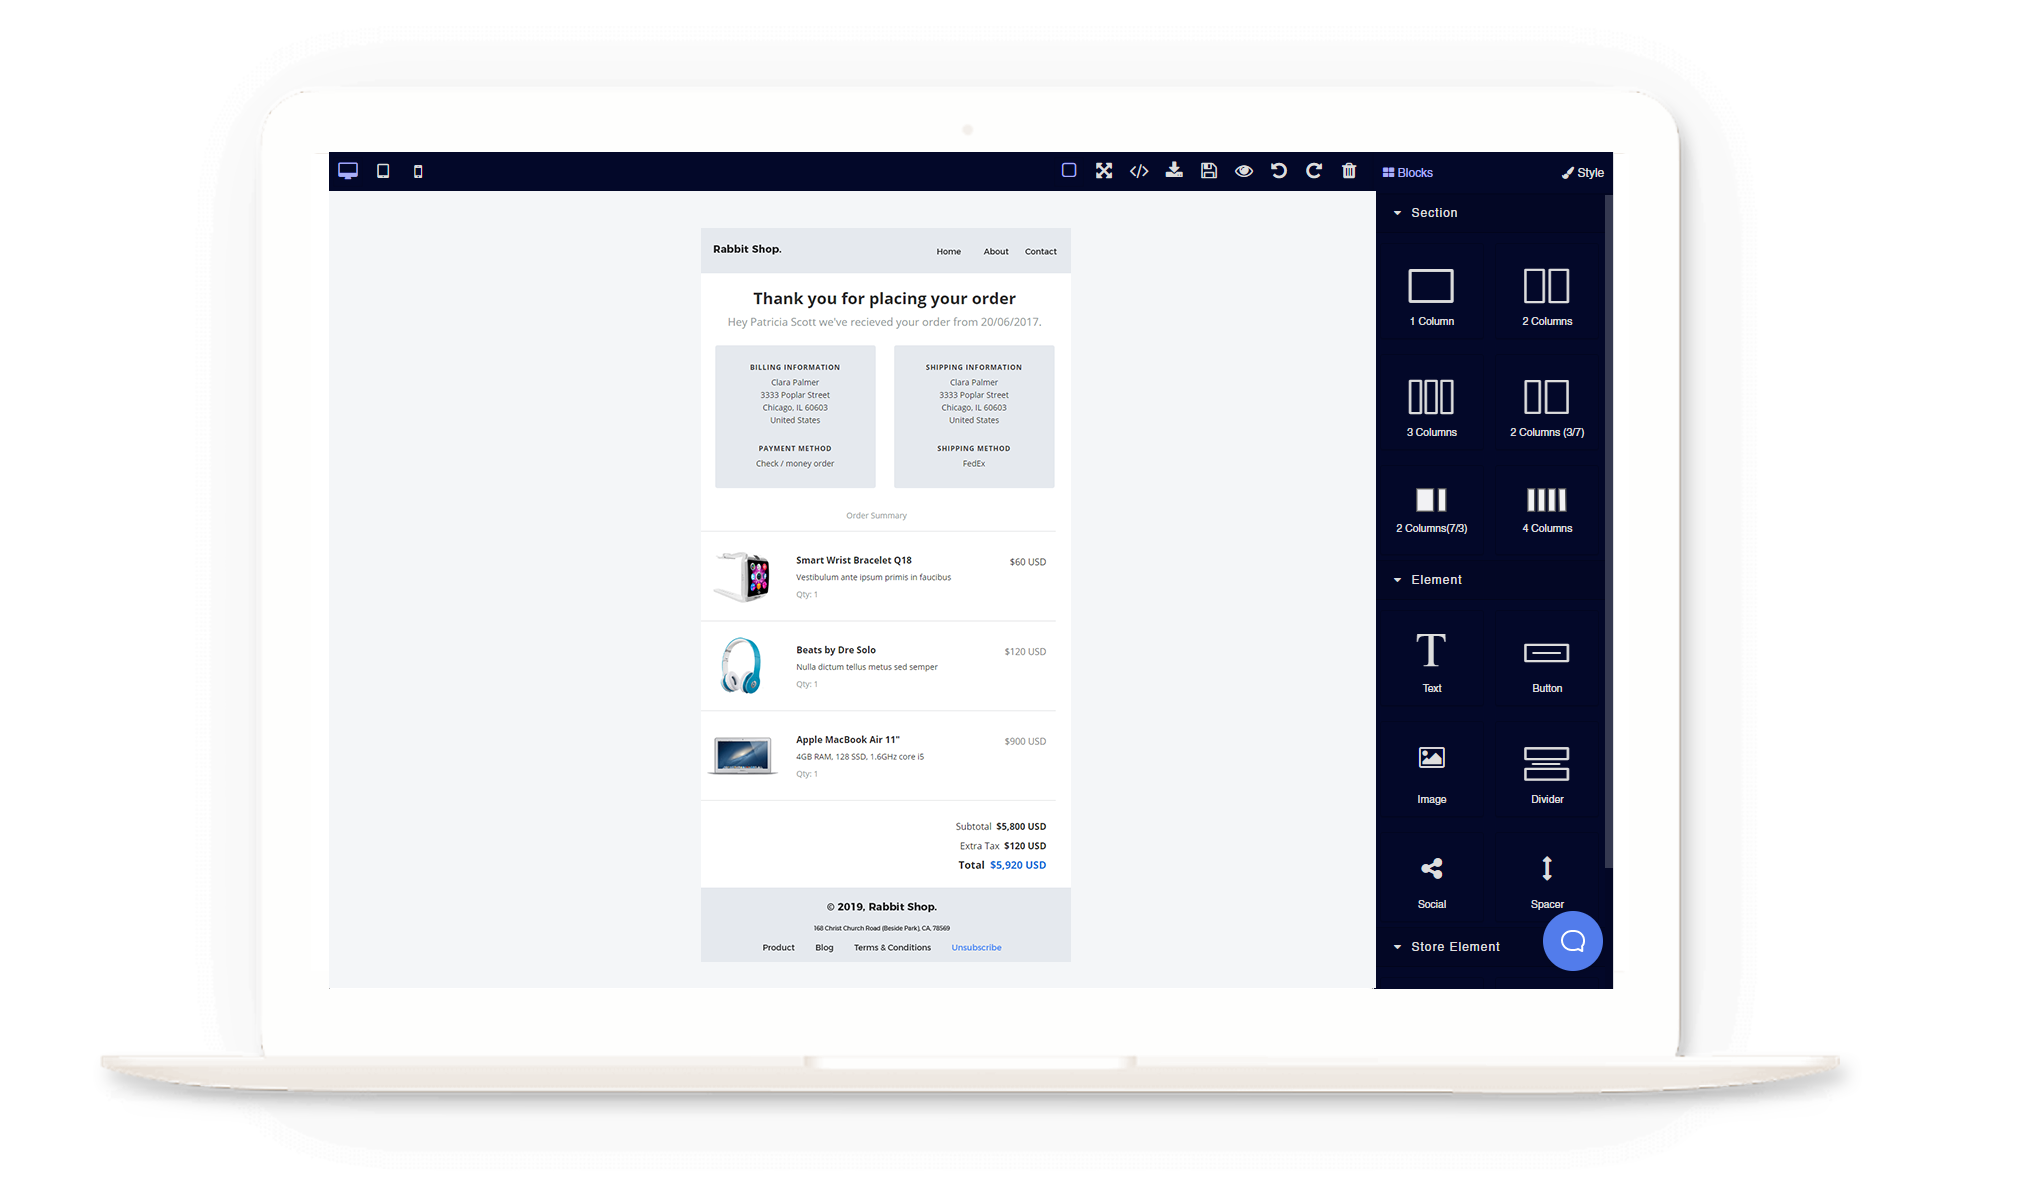 Blocks
Style
Section
1 Column
2 Columns
3 Columns
2 Columns (3/7)
2 Columns(7/3)
4 Columns
Element
Text
Button
Image
Divider
Social
Spacer
Store Element
Rabbit Shop.
Home About Contact
Thank you for placing your order
Hey Patricia Scott we've recieved your order from 20/06/2017.
BILLING INFORMATION
Clara Palmer
3333 Poplar Street
Chicago, IL 60603
United States
PAYMENT METHOD
Check / money order
SHIPPING INFORMATION
Clara Palmer
3333 Poplar Street
Chicago, IL 60603
United States
SHIPPING METHOD
FedEx
Order Summary
Smart Wrist Bracelet Q18
$60 USD
Vestibulum ante ipsum primis in faucibus
Qty: 1
Beats by Dre Solo
$120 USD
Nulla dictum tellus metus sed semper
Qty: 1
Apple MacBook Air 11"
$900 USD
4GB RAM, 128 SSD, 1.6GHz core i5
Qty: 1
Subtotal $5,800 USD
Extra Tax $120 USD
Total $5,920 USD
© 2019, Rabbit Shop.
168 Christ Church Road (Beside Park), CA, 78569
Product Blog Terms & Conditions Unsubscribe